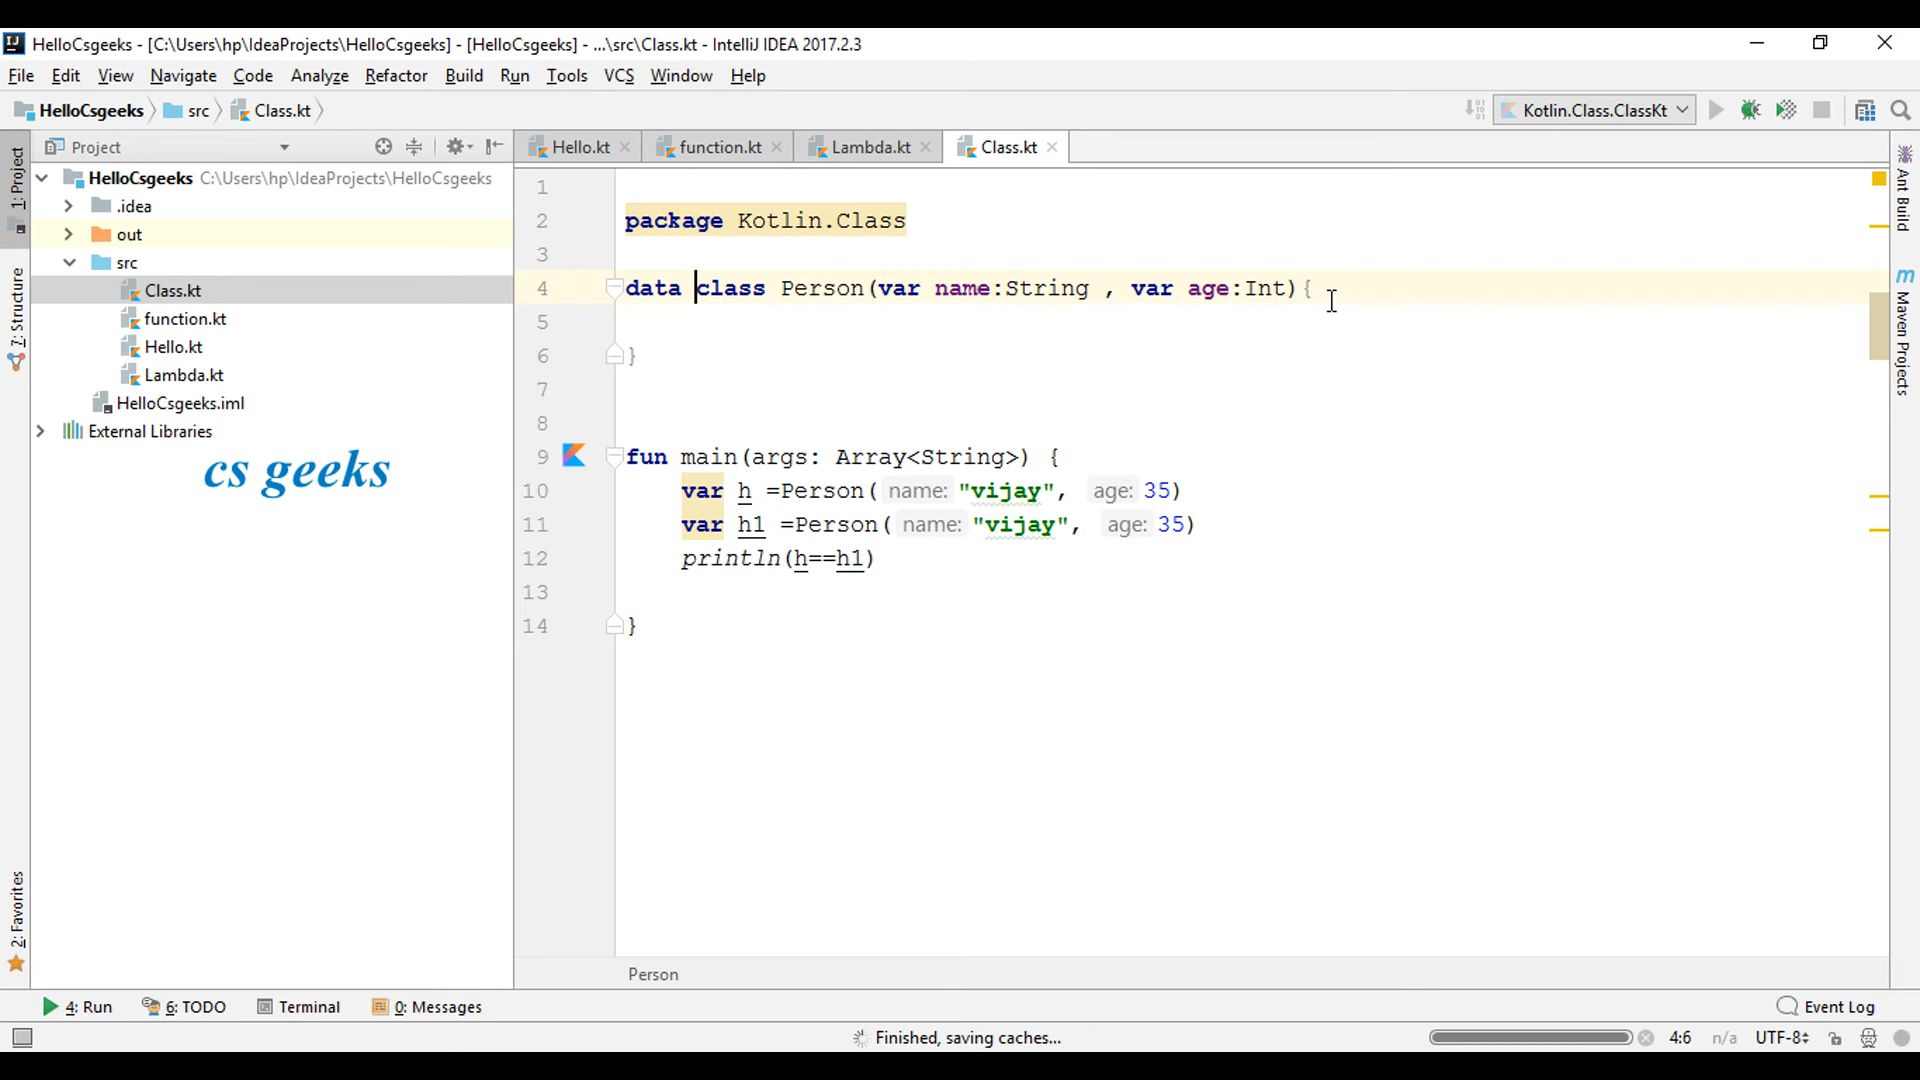 HelloCsgeeks - [C:\Users\hp\IdeaProjects\HelloCsgeeks] - [HelloCsgeeks] - ...\src\Class.kt - IntelliJ IDEA 2017.2.3
File Edit View Navigate Code Analyze Refactor Build Run Tools VCS Window Help
HelloCsgeeks src Class.kt Kotlin.Class.ClassKt
Project
Hello.kt function.kt Lambda.kt Class.kt
1: Project
7: Structure
2: Favorites
HelloCsgeeks C:\Users\hp\IdeaProjects\HelloCsgeeks
.idea
out
src
Class.kt
function.kt
Hello.kt
Lambda.kt
HelloCsgeeks.iml
External Libraries
cs geeks
1
2 package Kotlin.Class
3
4 data class Person(var name:String , var age:Int){
5
6 }
7
8
9 fun main(args: Array<String>) {
10 var h =Person( name: "vijay", age: 35)
11 var h1 =Person( name: "vijay", age: 35)
12 println(h==h1)
13
14 }
Ant Build
Maven Projects
Person
4: Run 6: TODO Terminal 0: Messages Event Log
Finished, saving caches... 4:6 n/a UTF-8